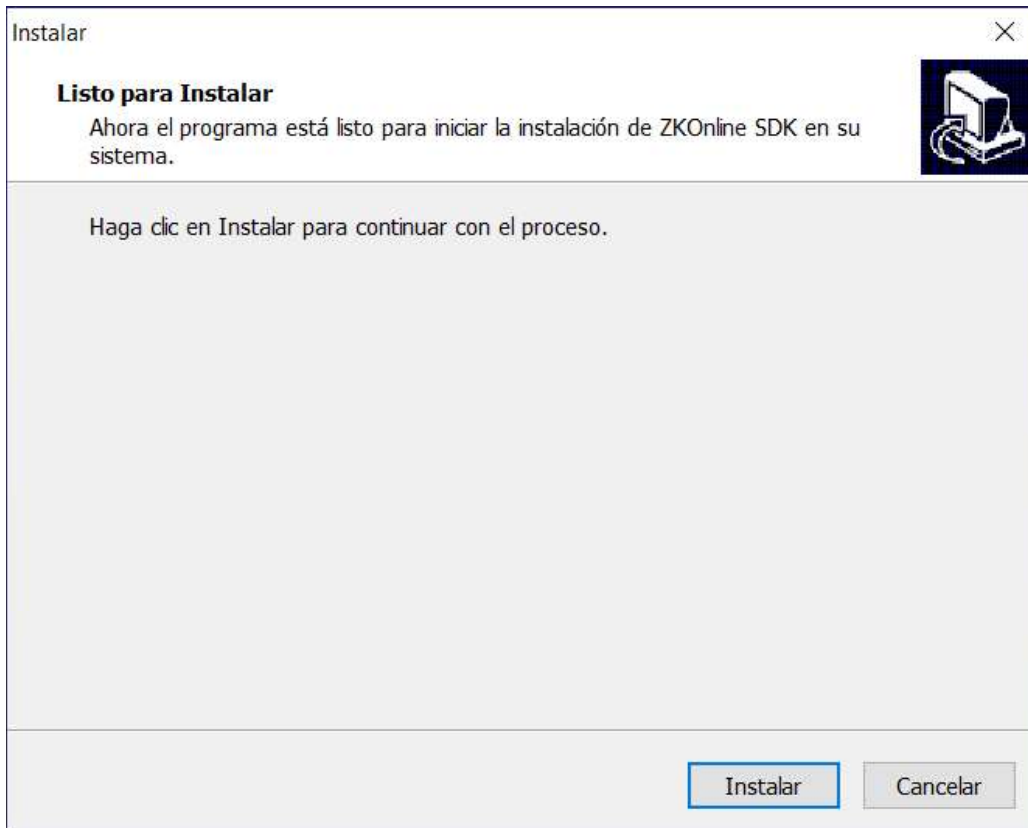 Instalar
Listo para Instalar
Ahora el programa está listo para iniciar la instalación de ZKOnline SDK en su
sistema.
Haga clic en Instalar para continuar con el proceso.
Instalar
Cancelar